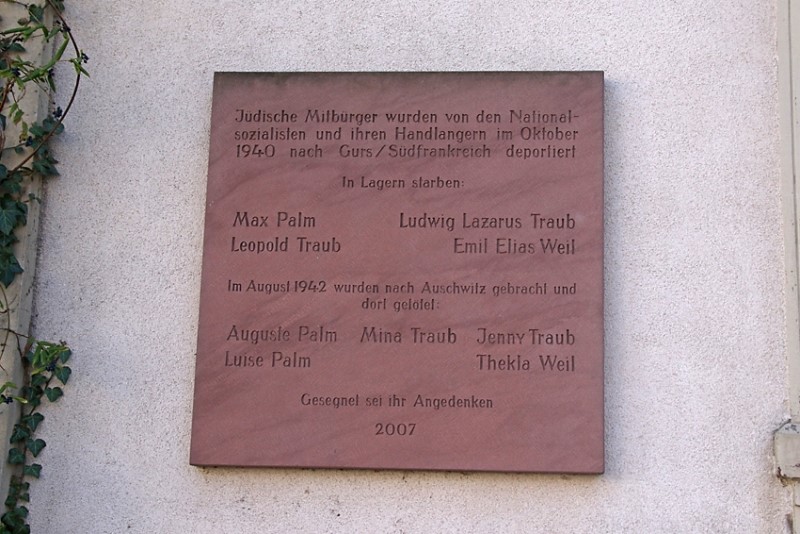 Jüdische Mitbürger wurden von den National-
sozialisten und ihren Handlangern im Oktober
1940 nach Gurs/Südfrankreich deportiert
In Lagern starben:
Max Palm Ludwig Lazarus Traub
Leopold Traub Emil Elias Weil
Im August 1942 wurden nach Auschwitz gebracht und
dort getötet:
Auguste Palm Mina Traub Jenny Traub
Luise Palm Thekla Weil
Gesegnet sei ihr Angedenken
2007